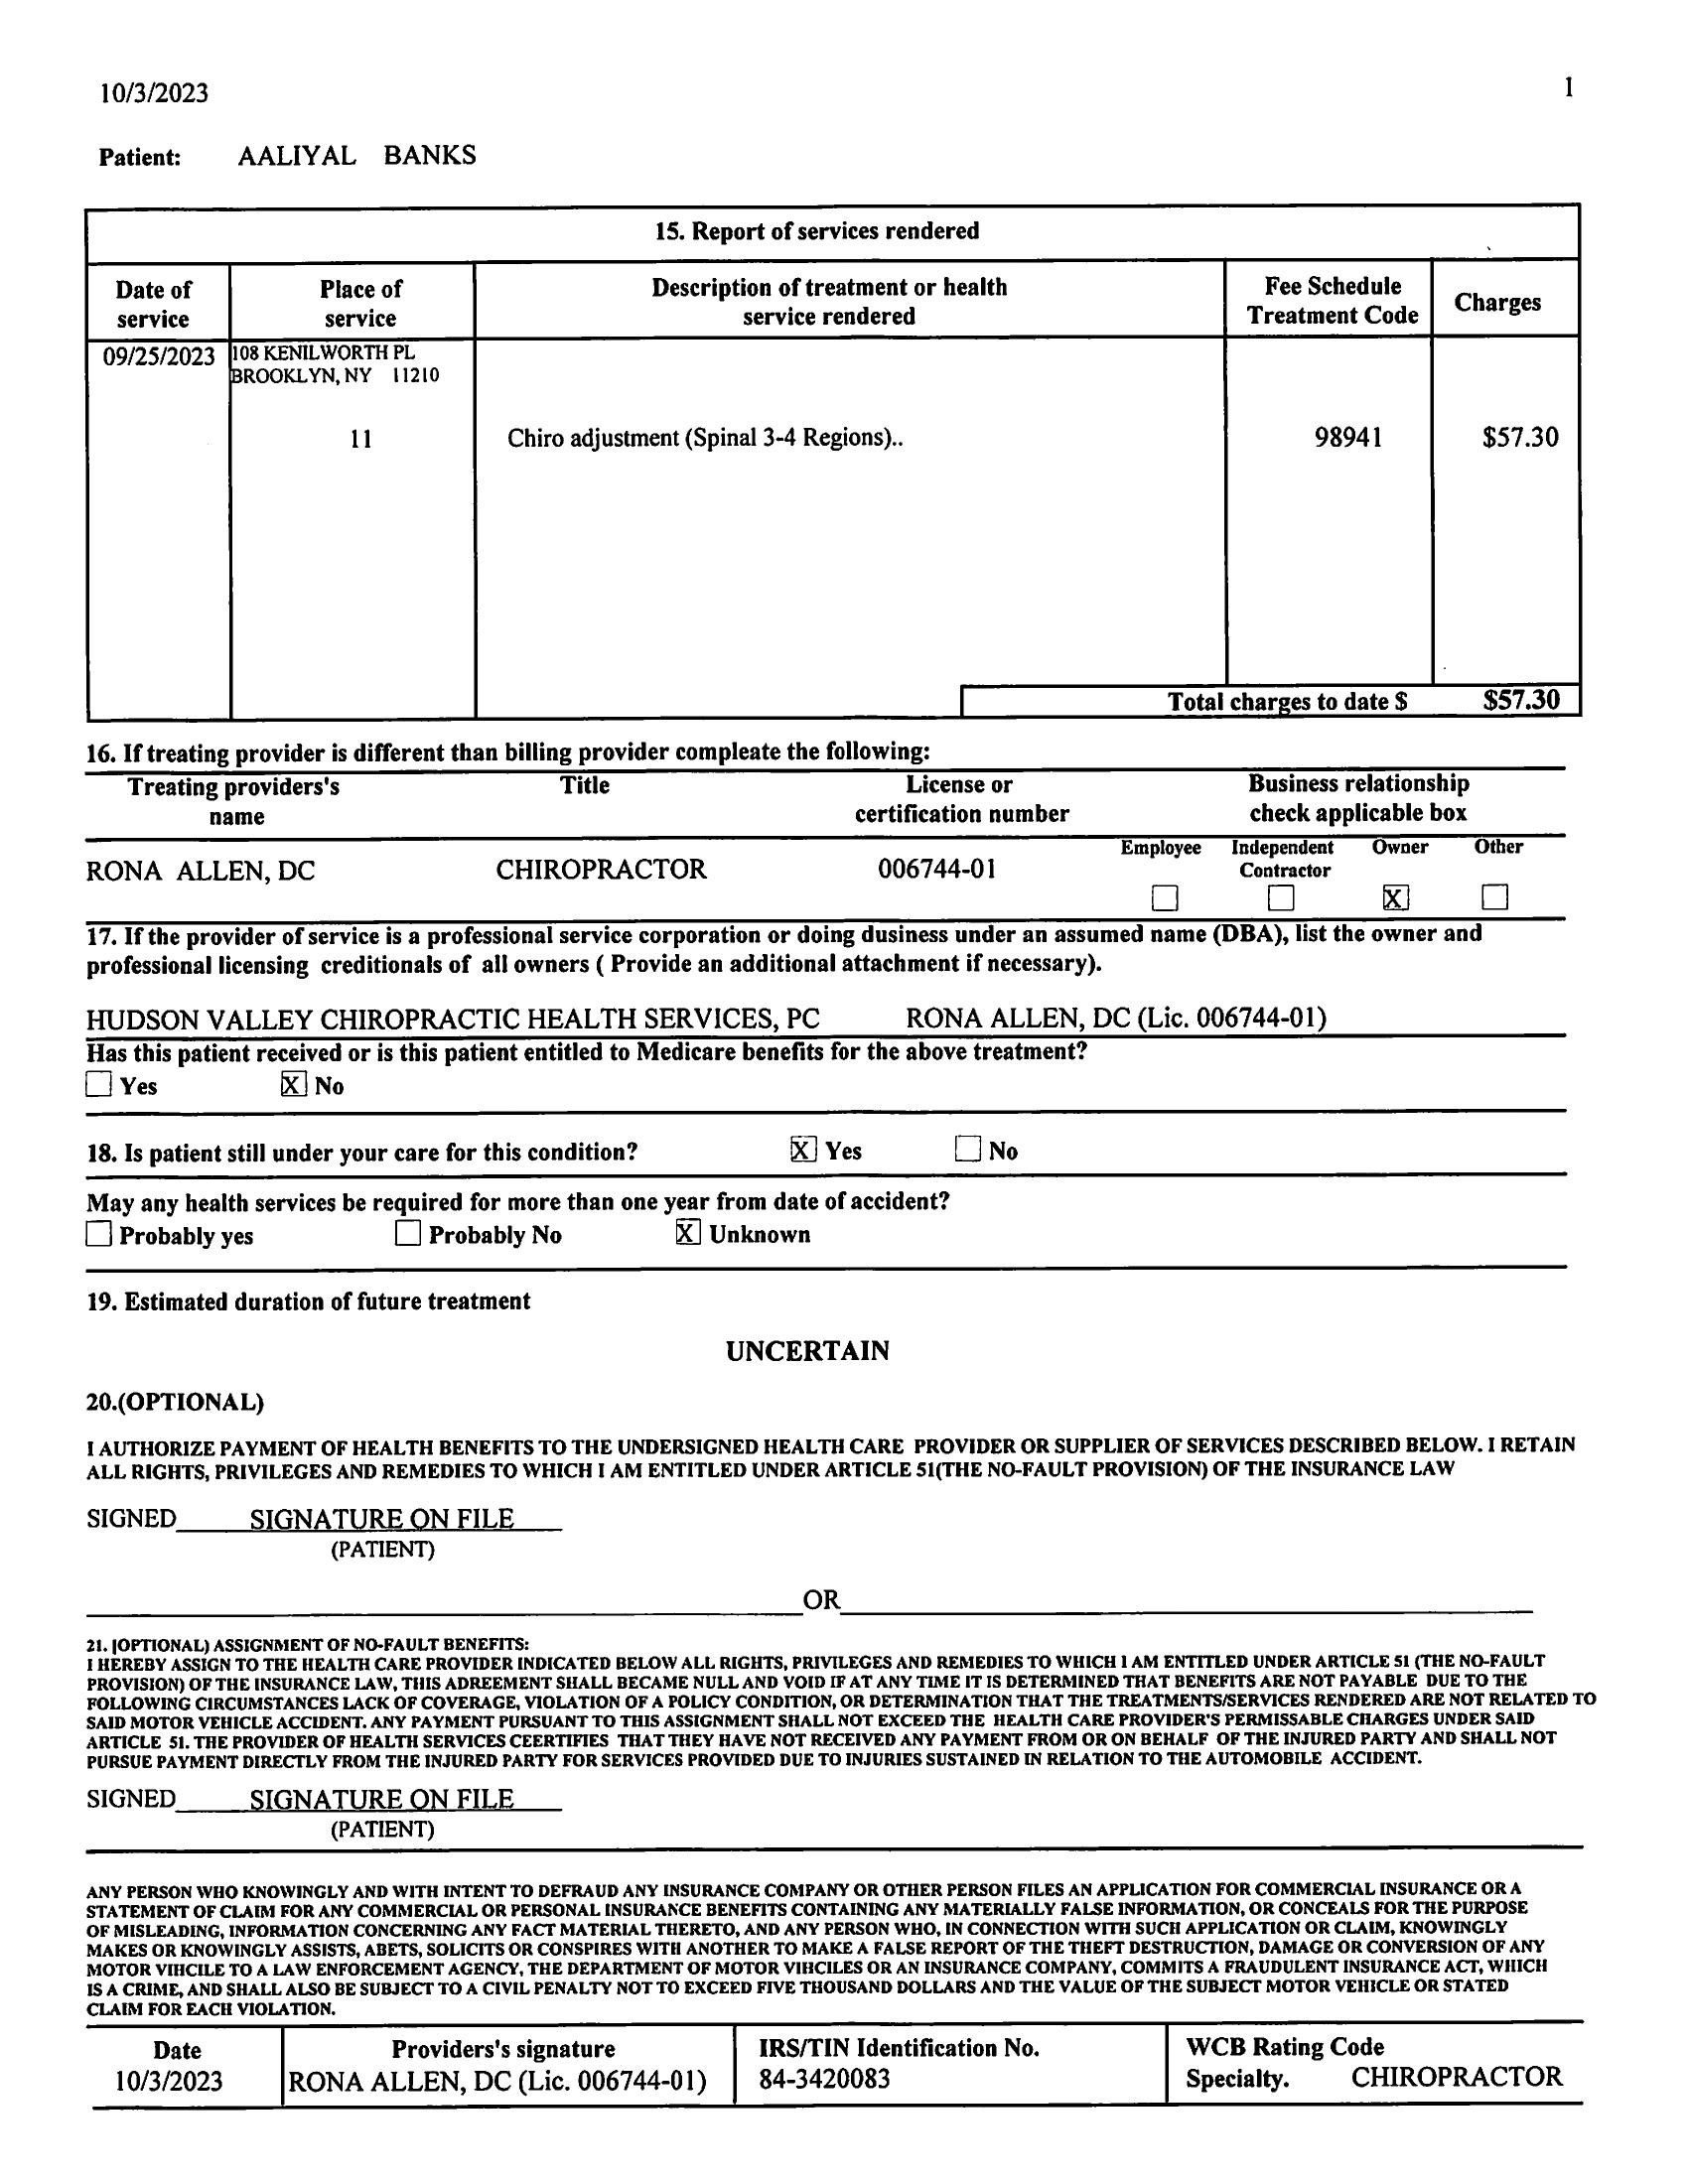 10/3/2023 1
Patient: AALIYAL BANKS
15. Report of services rendered
Date of service Place of service Description of treatment or health service rendered Fee Schedule Treatment Code Charges
09/25/2023 108 KENILWORTH PL
BROOKLYN, NY 11210
11 Chiro adjustment (Spinal 3-4 Regions).. 98941 $57.30
Total charges to date $ $57.30
16. If treating provider is different than billing provider compleate the following:
Treating providers's name Title License or certification number Business relationship check applicable box
Employee Independent Contractor Owner Other
RONA ALLEN, DC CHIROPRACTOR 006744-01
X
17. If the provider of service is a professional service corporation or doing dusiness under an assumed name (DBA), list the owner and
professional licensing creditionals of all owners ( Provide an additional attachment if necessary).
HUDSON VALLEY CHIROPRACTIC HEALTH SERVICES, PC RONA ALLEN, DC (Lic. 006744-01)
Has this patient received or is this patient entitled to Medicare benefits for the above treatment?
Yes X No
18. Is patient still under your care for this condition? X Yes No
May any health services be required for more than one year from date of accident?
Probably yes Probably No X Unknown
19. Estimated duration of future treatment
UNCERTAIN
20.(OPTIONAL)
I AUTHORIZE PAYMENT OF HEALTH BENEFITS TO THE UNDERSIGNED HEALTH CARE PROVIDER OR SUPPLIER OF SERVICES DESCRIBED BELOW. I RETAIN
ALL RIGHTS, PRIVILEGES AND REMEDIES TO WHICH I AM ENTITLED UNDER ARTICLE 51(THE NO-FAULT PROVISION) OF THE INSURANCE LAW
SIGNED SIGNATURE ON FILE
(PATIENT)
OR
21. [OPTIONAL) ASSIGNMENT OF NO-FAULT BENEFITS:
I HEREBY ASSIGN TO THE HEALTH CARE PROVIDER INDICATED BELOW ALL RIGHTS, PRIVILEGES AND REMEDIES TO WHICH I AM ENTITLED UNDER ARTICLE 51 (THE NO-FAULT
PROVISION) OF THE INSURANCE LAW, THIS ADREEMENT SHALL BECAME NULL AND VOID IF AT ANY TIME IT IS DETERMINED THAT BENEFITS ARE NOT PAYABLE DUE TO THE
FOLLOWING CIRCUMSTANCES LACK OF COVERAGE, VIOLATION OF A POLICY CONDITION, OR DETERMINATION THAT THE TREATMENTS/SERVICES RENDERED ARE NOT RELATED TO
SAID MOTOR VEHICLE ACCIDENT. ANY PAYMENT PURSUANT TO THIS ASSIGNMENT SHALL NOT EXCEED THE HEALTH CARE PROVIDER'S PERMISSABLE CHARGES UNDER SAID
ARTICLE 51. THE PROVIDER OF HEALTH SERVICES CEERTIFIES THAT THEY HAVE NOT RECEIVED ANY PAYMENT FROM OR ON BEHALF OF THE INJURED PARTY AND SHALL NOT
PURSUE PAYMENT DIRECTLY FROM THE INJURED PARTY FOR SERVICES PROVIDED DUE TO INJURIES SUSTAINED IN RELATION TO THE AUTOMOBILE ACCIDENT.
SIGNED SIGNATURE ON FILE
(PATIENT)
ANY PERSON WHO KNOWINGLY AND WITH INTENT TO DEFRAUD ANY INSURANCE COMPANY OR OTHER PERSON FILES AN APPLICATION FOR COMMERCIAL INSURANCE OR A
STATEMENT OF CLAIM FOR ANY COMMERCIAL OR PERSONAL INSURANCE BENEFITS CONTAINING ANY MATERIALLY FALSE INFORMATION, OR CONCEALS FOR THE PURPOSE
OF MISLEADING, INFORMATION CONCERNING ANY FACT MATERIAL THERETO, AND ANY PERSON WHO, IN CONNECTION WITH SUCH APPLICATION OR CLAIM, KNOWINGLY
MAKES OR KNOWINGLY ASSISTS, ABETS, SOLICITS OR CONSPIRES WITH ANOTHER TO MAKE A FALSE REPORT OF THE THEFT DESTRUCTION, DAMAGE OR CONVERSION OF ANY
MOTOR VIHCILE TO A LAW ENFORCEMENT AGENCY, THE DEPARTMENT OF MOTOR VIHCILES OR AN INSURANCE COMPANY, COMMITS A FRAUDULENT INSURANCE ACT, WHICH
IS A CRIME, AND SHALL ALSO BE SUBJECT TO A CIVIL PENALTY NOT TO EXCEED FIVE THOUSAND DOLLARS AND THE VALUE OF THE SUBJECT MOTOR VEHICLE OR STATED
CLAIM FOR EACH VIOLATION.
Date Providers's signature IRS/TIN Identification No. WCB Rating Code
10/3/2023 RONA ALLEN, DC (Lic. 006744-01) 84-3420083 Specialty. CHIROPRACTOR